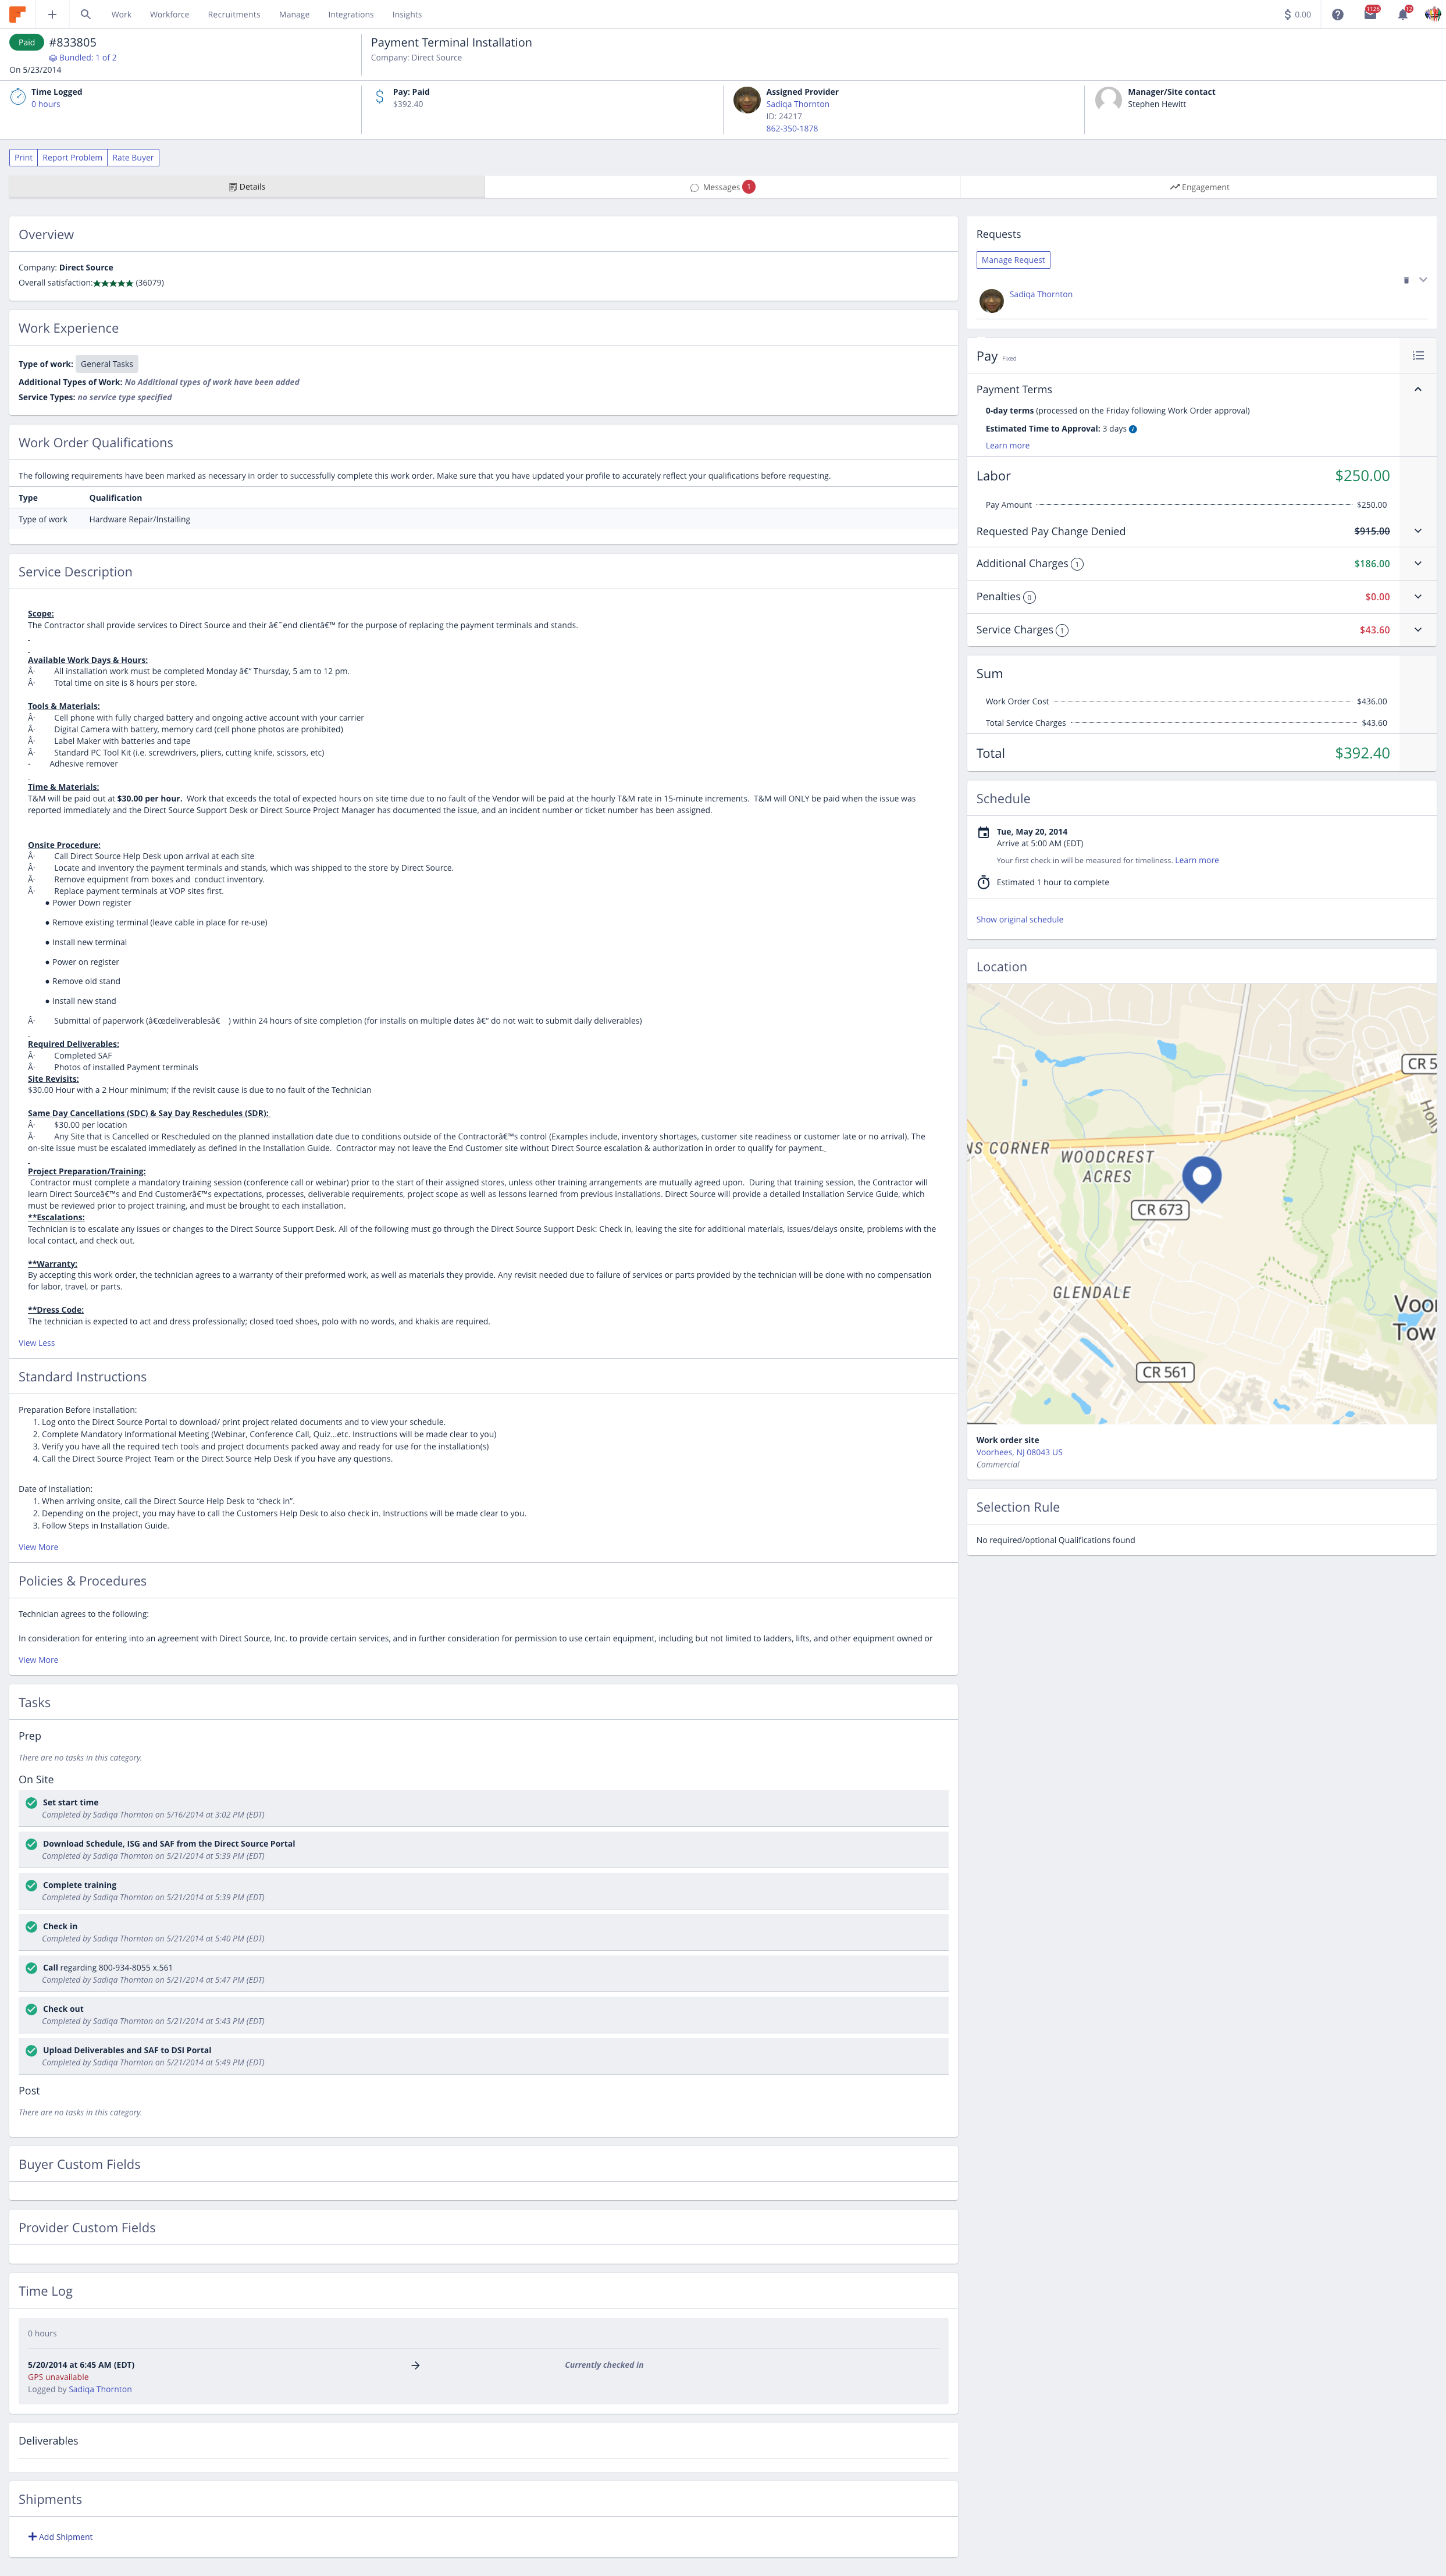 Work Workforce Recruitments Manage Integrations Insights
$ 0.00 1126 12
Paid #833805
Bundled: 1 of 2
On 5/23/2014
Payment Terminal Installation
Company: Direct Source
Time Logged
0 hours
Pay: Paid
$392.40
Assigned Provider
Sadiqa Thornton
ID: 24217
862-350-1878
Manager/Site contact
Stephen Hewitt
Print Report Problem Rate Buyer
Details Messages 1 Engagement
Overview
Company: Direct Source
Overall satisfaction:★★★★★ (36079)
Work Experience
Type of work: General Tasks
Additional Types of Work: No Additional types of work have been added
Service Types: no service type specified
Work Order Qualifications
The following requirements have been marked as necessary in order to successfully complete this work order. Make sure that you have updated your profile to accurately reflect your qualifications before requesting.
Type Qualification
Type of work Hardware Repair/Installing
Service Description
Scope:
The Contractor shall provide services to Direct Source and their â€˜end clientâ€™ for the purpose of replacing the payment terminals and stands.
Available Work Days & Hours:
Â· All installation work must be completed Monday â€“ Thursday, 5 am to 12 pm.
Â· Total time on site is 8 hours per store.
Tools & Materials:
Â· Cell phone with fully charged battery and ongoing active account with your carrier
Â· Digital Camera with battery, memory card (cell phone photos are prohibited)
Â· Label Maker with batteries and tape
Â· Standard PC Tool Kit (i.e. screwdrivers, pliers, cutting knife, scissors, etc)
- Adhesive remover
Time & Materials:
T&M will be paid out at $30.00 per hour. Work that exceeds the total of expected hours on site time due to no fault of the Vendor will be paid at the hourly T&M rate in 15-minute increments. T&M will ONLY be paid when the issue was
reported immediately and the Direct Source Support Desk or Direct Source Project Manager has documented the issue, and an incident number or ticket number has been assigned.
Onsite Procedure:
Â· Call Direct Source Help Desk upon arrival at each site
Â· Locate and inventory the payment terminals and stands, which was shipped to the store by Direct Source.
Â· Remove equipment from boxes and conduct inventory.
Â· Replace payment terminals at VOP sites first.
● Power Down register
● Remove existing terminal (leave cable in place for re-use)
● Install new terminal
● Power on register
● Remove old stand
● Install new stand
Â· Submittal of paperwork (â€œdeliverablesâ€ ) within 24 hours of site completion (for installs on multiple dates â€“ do not wait to submit daily deliverables)
Required Deliverables:
Â· Completed SAF
Â· Photos of installed Payment terminals
Site Revisits:
$30.00 Hour with a 2 Hour minimum; if the revisit cause is due to no fault of the Technician
Same Day Cancellations (SDC) & Say Day Reschedules (SDR):
Â· $30.00 per location
Â· Any Site that is Cancelled or Rescheduled on the planned installation date due to conditions outside of the Contractorâ€™s control (Examples include, inventory shortages, customer site readiness or customer late or no arrival). The
on-site issue must be escalated immediately as defined in the Installation Guide. Contractor may not leave the End Customer site without Direct Source escalation & authorization in order to qualify for payment.
Project Preparation/Training:
Contractor must complete a mandatory training session (conference call or webinar) prior to the start of their assigned stores, unless other training arrangements are mutually agreed upon. During that training session, the Contractor will
learn Direct Sourceâ€™s and End Customerâ€™s expectations, processes, deliverable requirements, project scope as well as lessons learned from previous installations. Direct Source will provide a detailed Installation Service Guide, which
must be reviewed prior to project training, and must be brought to each installation.
**Escalations:
Technician is to escalate any issues or changes to the Direct Source Support Desk. All of the following must go through the Direct Source Support Desk: Check in, leaving the site for additional materials, issues/delays onsite, problems with the
local contact, and check out.
**Warranty:
By accepting this work order, the technician agrees to a warranty of their preformed work, as well as materials they provide. Any revisit needed due to failure of services or parts provided by the technician will be done with no compensation
for labor, travel, or parts.
**Dress Code:
The technician is expected to act and dress professionally; closed toed shoes, polo with no words, and khakis are required.
View Less
Standard Instructions
Preparation Before Installation:
1. Log onto the Direct Source Portal to download/ print project related documents and to view your schedule.
2. Complete Mandatory Informational Meeting (Webinar, Conference Call, Quiz...etc. Instructions will be made clear to you)
3. Verify you have all the required tech tools and project documents packed away and ready for use for the installation(s)
4. Call the Direct Source Project Team or the Direct Source Help Desk if you have any questions.
Date of Installation:
1. When arriving onsite, call the Direct Source Help Desk to “check in”.
2. Depending on the project, you may have to call the Customers Help Desk to also check in. Instructions will be made clear to you.
3. Follow Steps in Installation Guide.
View More
Policies & Procedures
Technician agrees to the following:
In consideration for entering into an agreement with Direct Source, Inc. to provide certain services, and in further consideration for permission to use certain equipment, including but not limited to ladders, lifts, and other equipment owned or
View More
Tasks
Prep
There are no tasks in this category.
On Site
Set start time
Completed by Sadiqa Thornton on 5/16/2014 at 3:02 PM (EDT)
Download Schedule, ISG and SAF from the Direct Source Portal
Completed by Sadiqa Thornton on 5/21/2014 at 5:39 PM (EDT)
Complete training
Completed by Sadiqa Thornton on 5/21/2014 at 5:39 PM (EDT)
Check in
Completed by Sadiqa Thornton on 5/21/2014 at 5:40 PM (EDT)
Call regarding 800-934-8055 x.561
Completed by Sadiqa Thornton on 5/21/2014 at 5:47 PM (EDT)
Check out
Completed by Sadiqa Thornton on 5/21/2014 at 5:43 PM (EDT)
Upload Deliverables and SAF to DSI Portal
Completed by Sadiqa Thornton on 5/21/2014 at 5:49 PM (EDT)
Post
There are no tasks in this category.
Buyer Custom Fields
Provider Custom Fields
Time Log
0 hours
5/20/2014 at 6:45 AM (EDT) Currently checked in
GPS unavailable
Logged by Sadiqa Thornton
Deliverables
Shipments
Add Shipment
Requests
Manage Request
Sadiqa Thornton
Pay Fixed
Payment Terms
0-day terms (processed on the Friday following Work Order approval)
Estimated Time to Approval: 3 days
Learn more
Labor $250.00
Pay Amount $250.00
Requested Pay Change Denied $915.00
Additional Charges 1 $186.00
Penalties 0 $0.00
Service Charges 1 $43.60
Sum
Work Order Cost $436.00
Total Service Charges $43.60
Total $392.40
Schedule
Tue, May 20, 2014
Arrive at 5:00 AM (EDT)
Your first check in will be measured for timeliness. Learn more
Estimated 1 hour to complete
Show original schedule
Location
CR 5
Holl
NS CORNER
WOODCREST
ACRES
CR 673
GLENDALE
Voor
Tow
CR 561
Work order site
Voorhees, NJ 08043 US
Commercial
Selection Rule
No required/optional Qualifications found